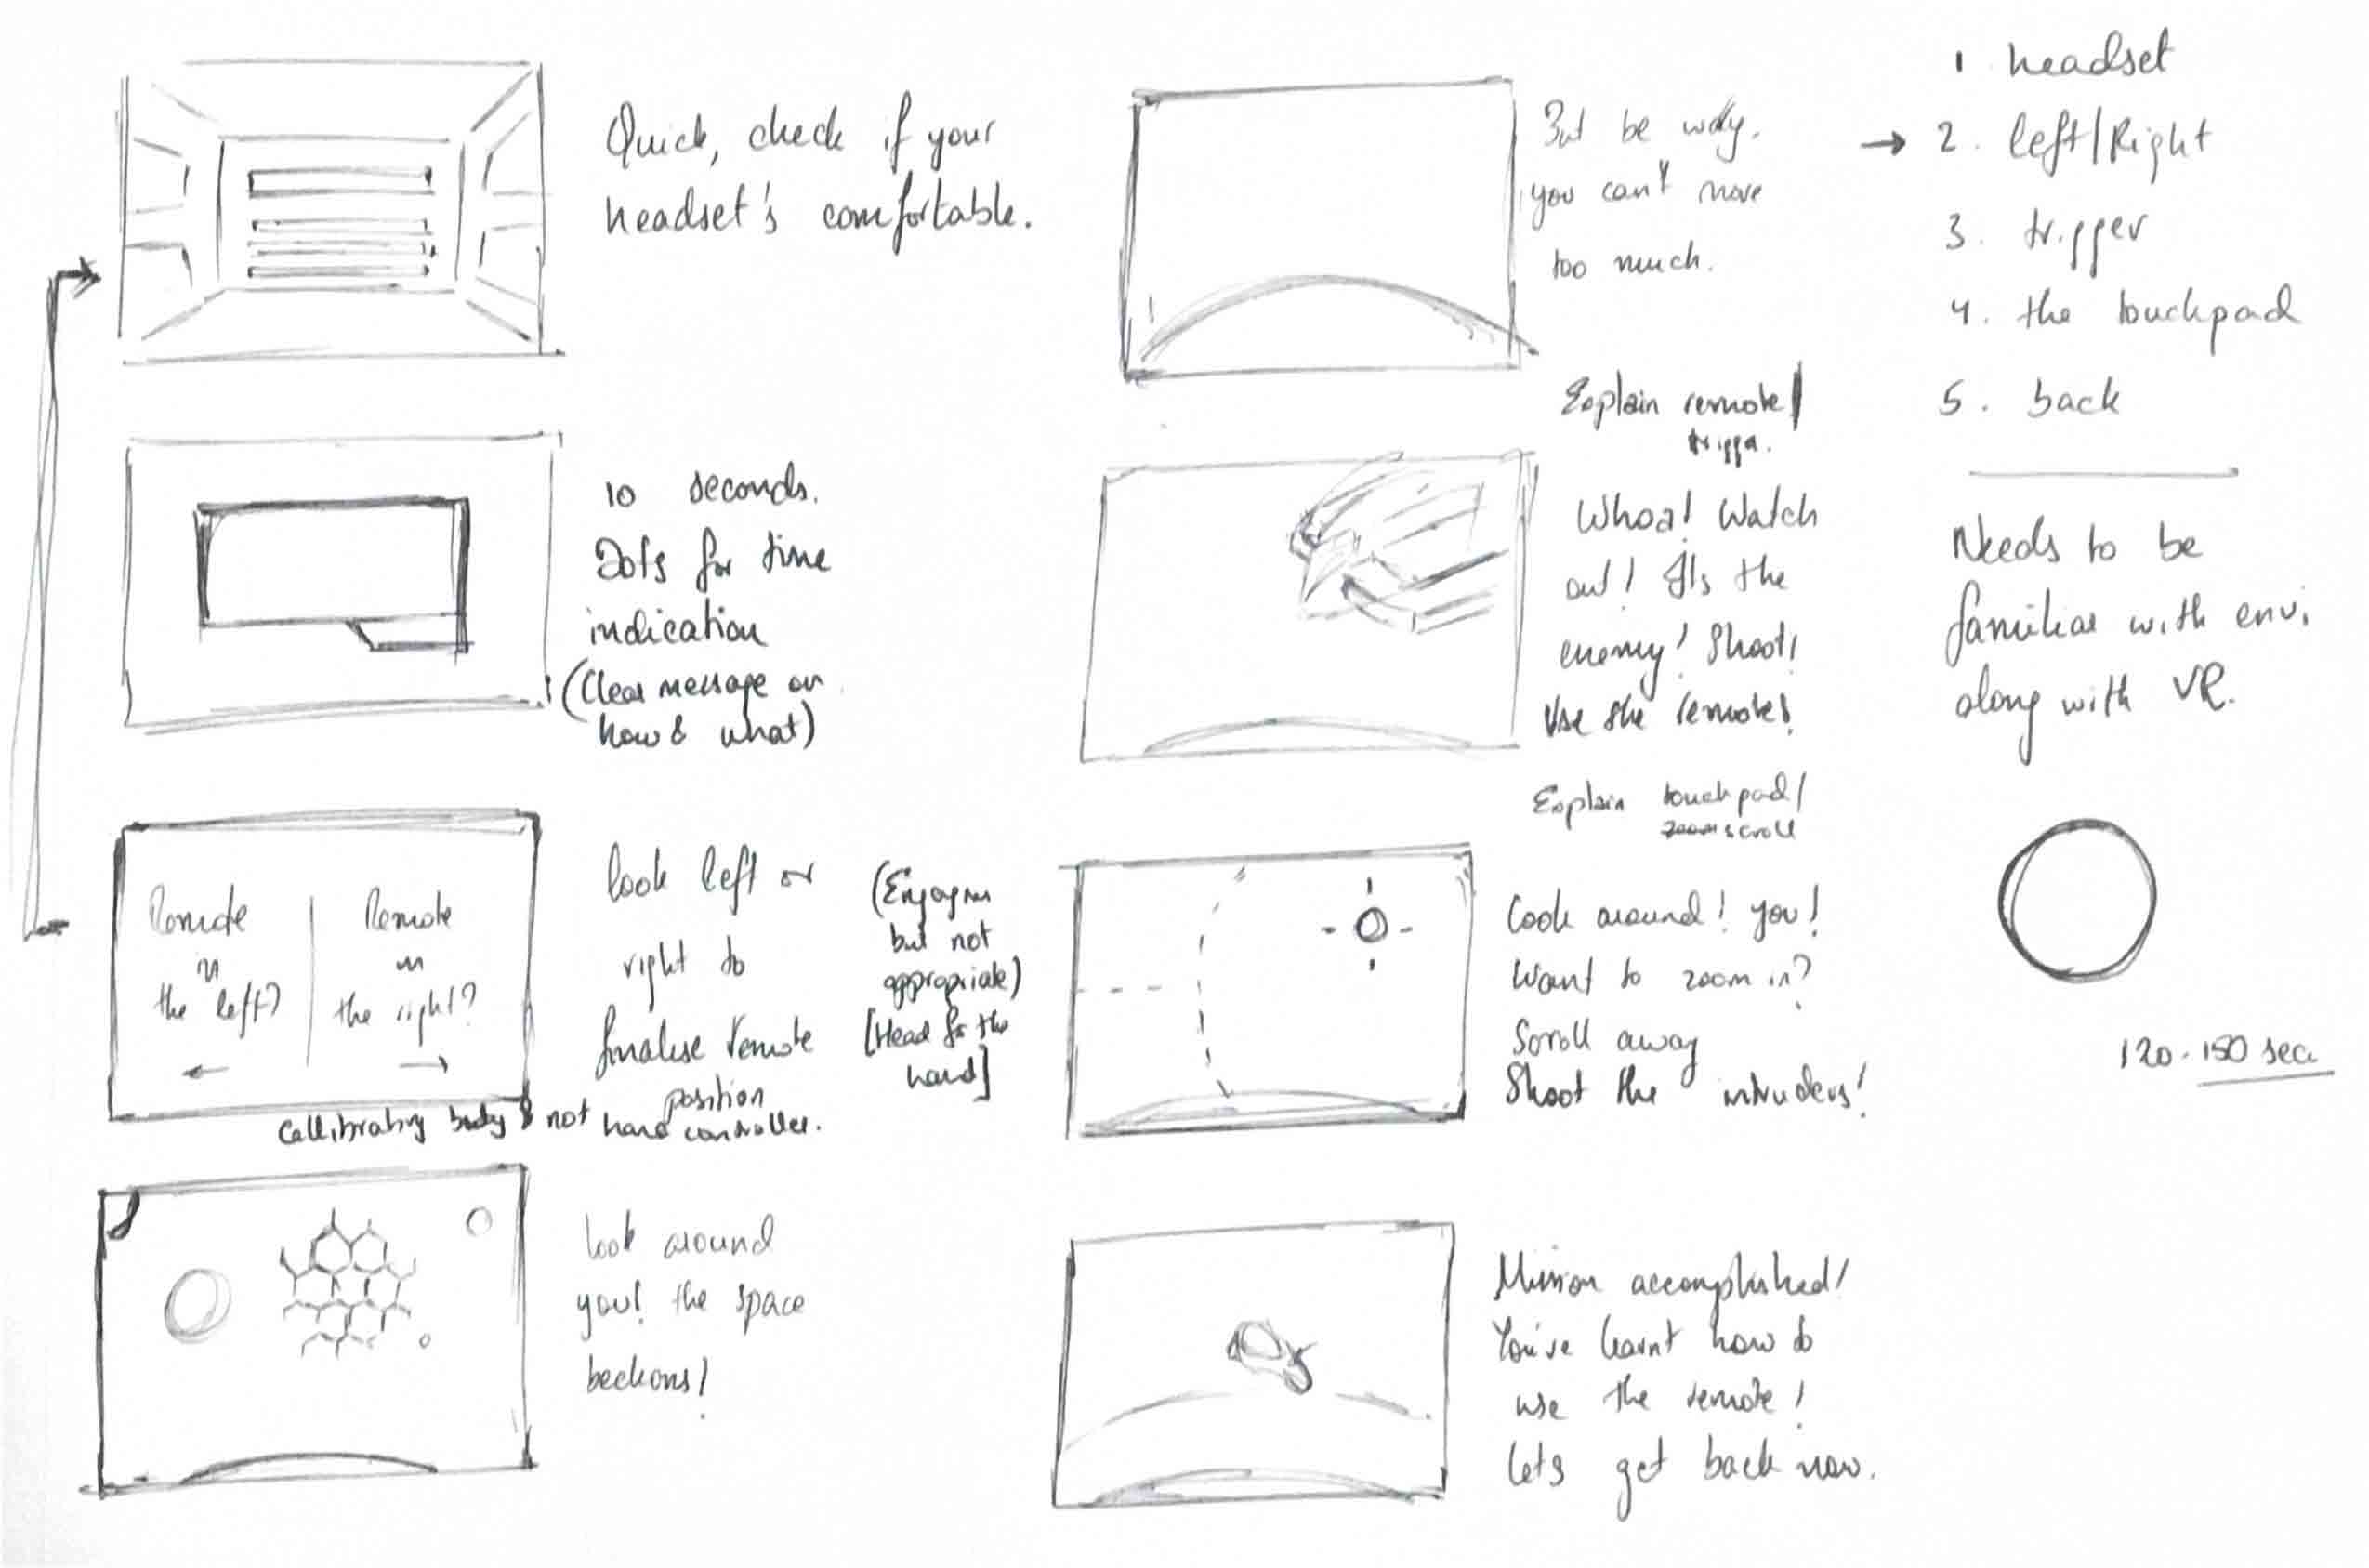 Quick, check if your
headset's comfortable.
10 seconds.
Dots for time
indication
(Clear message on
how & what)
Remote
in
the left?
Remote
in
the right?
look left or
right to
finalise remote
position
(Engages
but not
appropriate)
[Head for the
hand]
Callibrating body & not hand controller.
look around
you! the space
beckons!
But be wary.
you can't move
too much.
Explain remote/
trigger.
Whoa! Watch
out! It's the
enemy! Shoot!
Use the remote!
Explain touchpad/
zoom scroll
Look around! you!
Want to zoom in?
Scroll away
Shoot the intruders!
Mission accomplished!
You've learnt how to
use the remote!
Lets get back now.
1 headset
→ 2. left/Right
3. trigger
4. the touchpad
5. back
Needs to be
familiar with envi.
along with VR.
120-150 sec